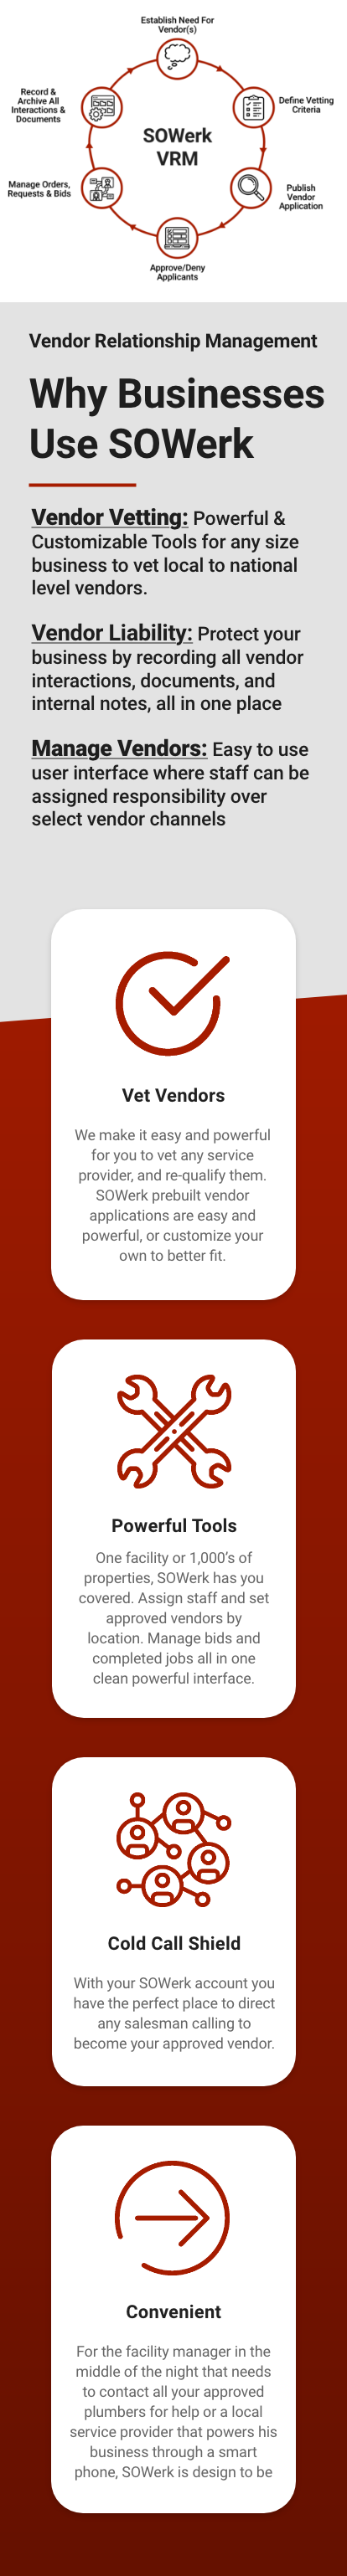 Establish Need For
Vendor(s)
Record &
Archive All
Interactions &
Documents
Define Vetting
Criteria
SOWerk
VRM
Manage Orders,
Requests & Bids
Publish
Vendor
Application
Approve/Deny
Applicants
Vendor Relationship Management
Why Businesses
Use SOWerk
Vendor Vetting: Powerful &
Customizable Tools for any size
business to vet local to national
level vendors.
Vendor Liability: Protect your
business by recording all vendor
interactions, documents, and
internal notes, all in one place
Manage Vendors: Easy to use
user interface where staff can be
assigned responsibility over
select vendor channels
Vet Vendors
We make it easy and powerful
for you to vet any service
provider, and re-qualify them.
SOWerk prebuilt vendor
applications are easy and
powerful, or customize your
own to better fit.
Powerful Tools
One facility or 1,000's of
properties, SOWerk has you
covered. Assign staff and set
approved vendors by
location. Manage bids and
completed jobs all in one
clean powerful interface.
Cold Call Shield
With your SOWerk account you
have the perfect place to direct
any salesman calling to
become your approved vendor.
Convenient
For the facility manager in the
middle of the night that needs
to contact all your approved
plumbers for help or a local
service provider that powers his
business through a smart
phone, SOWerk is design to be